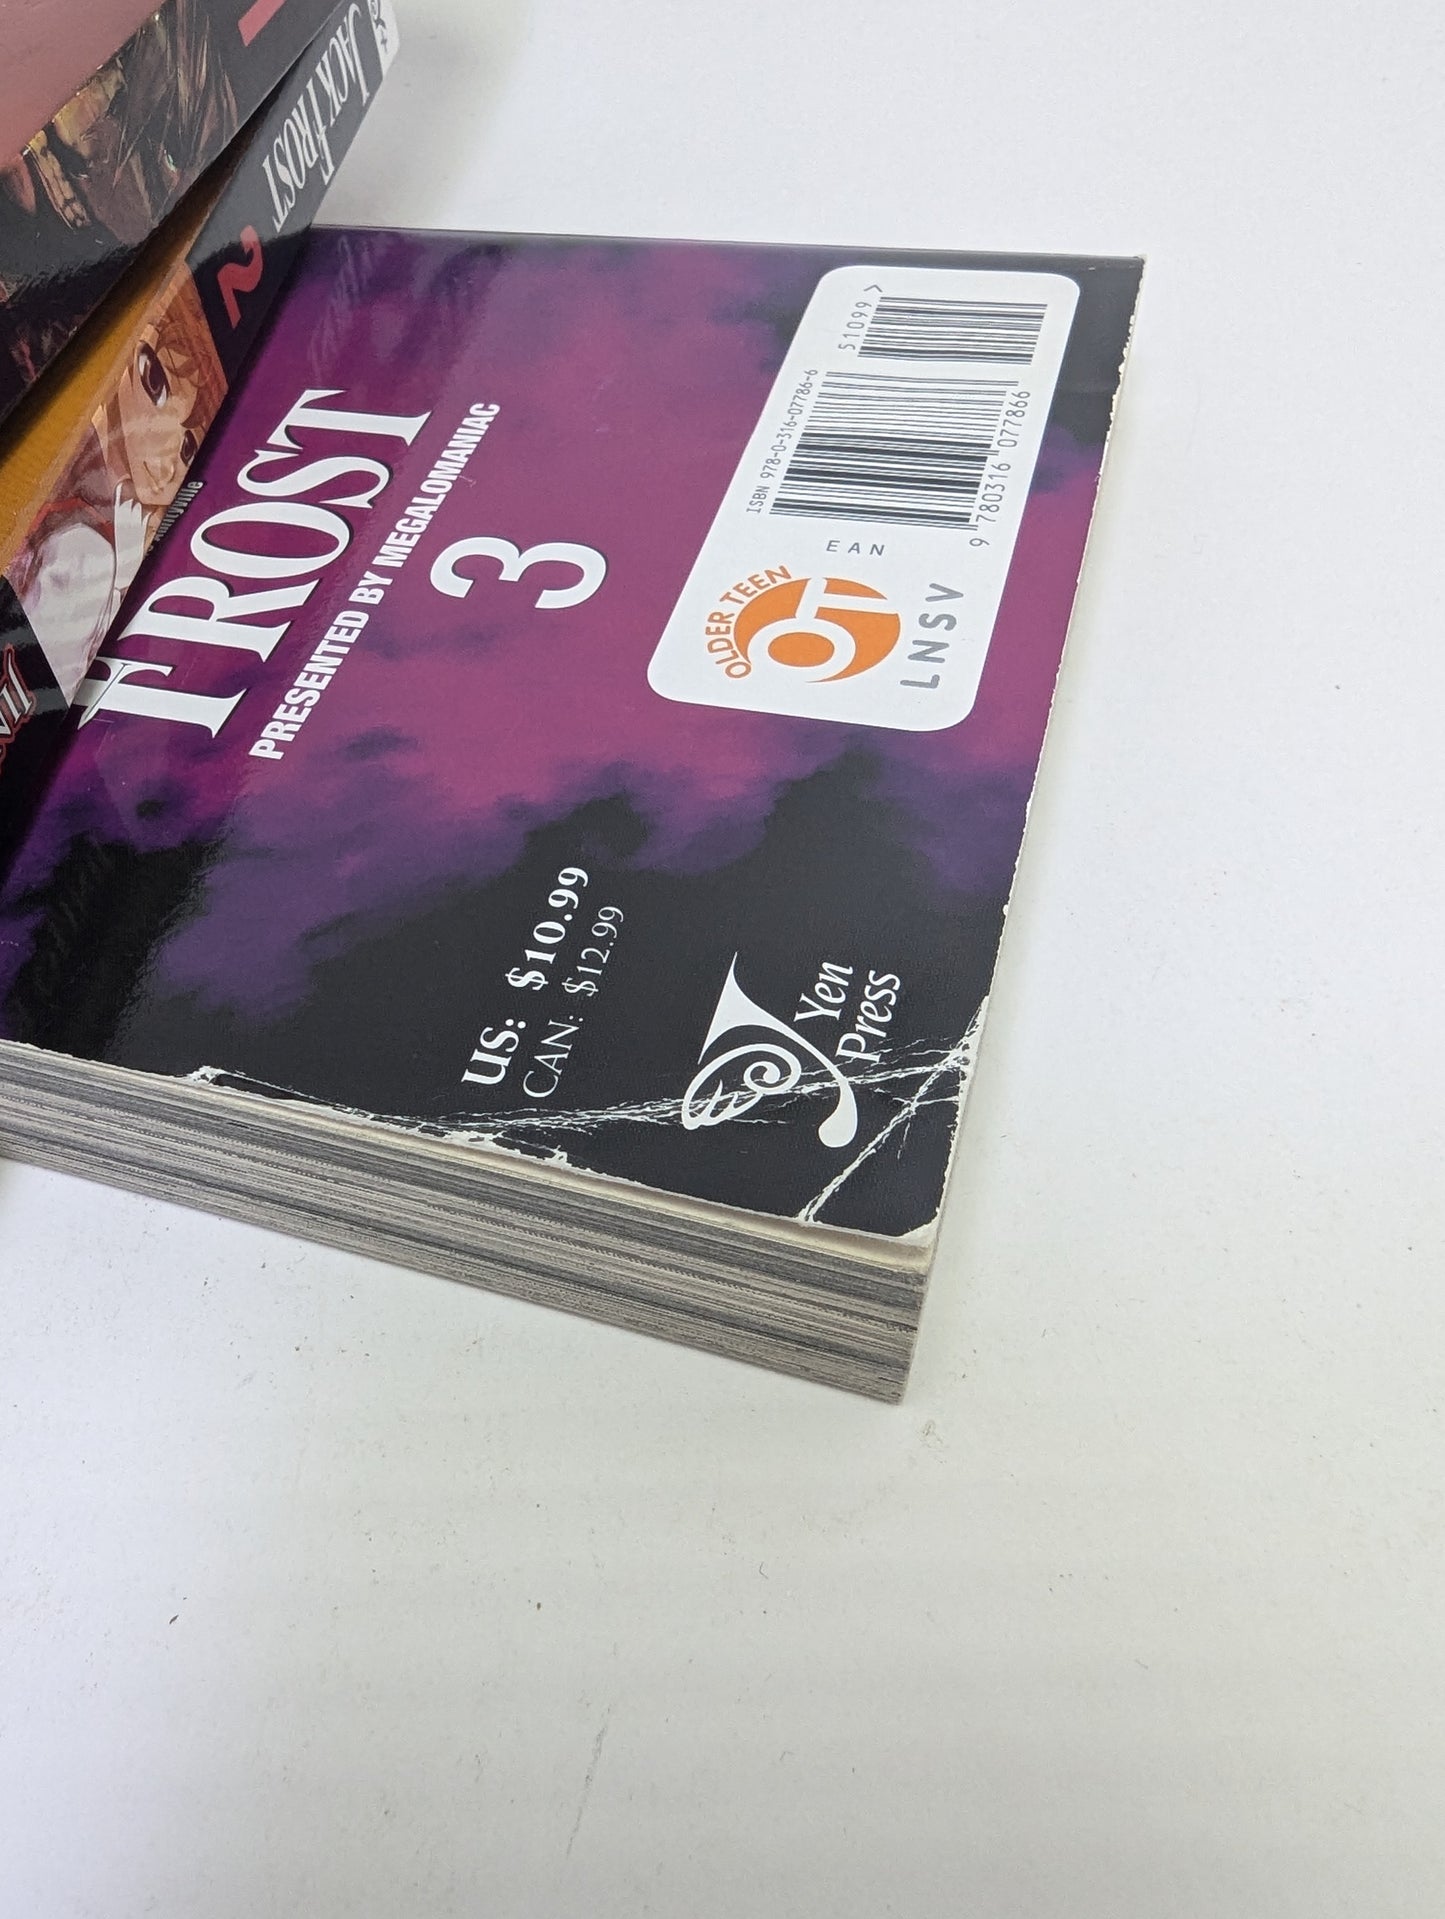 JACK FROST
2
FROST
PRESENTED BY MEGALOMANIAC
3
ISBN 978-0-316-07786-6
51099 >
9 780316 077866
EAN
OLDER TEEN
OT
LNSV
US: $10.99
CAN: $12.99
Yen
Press